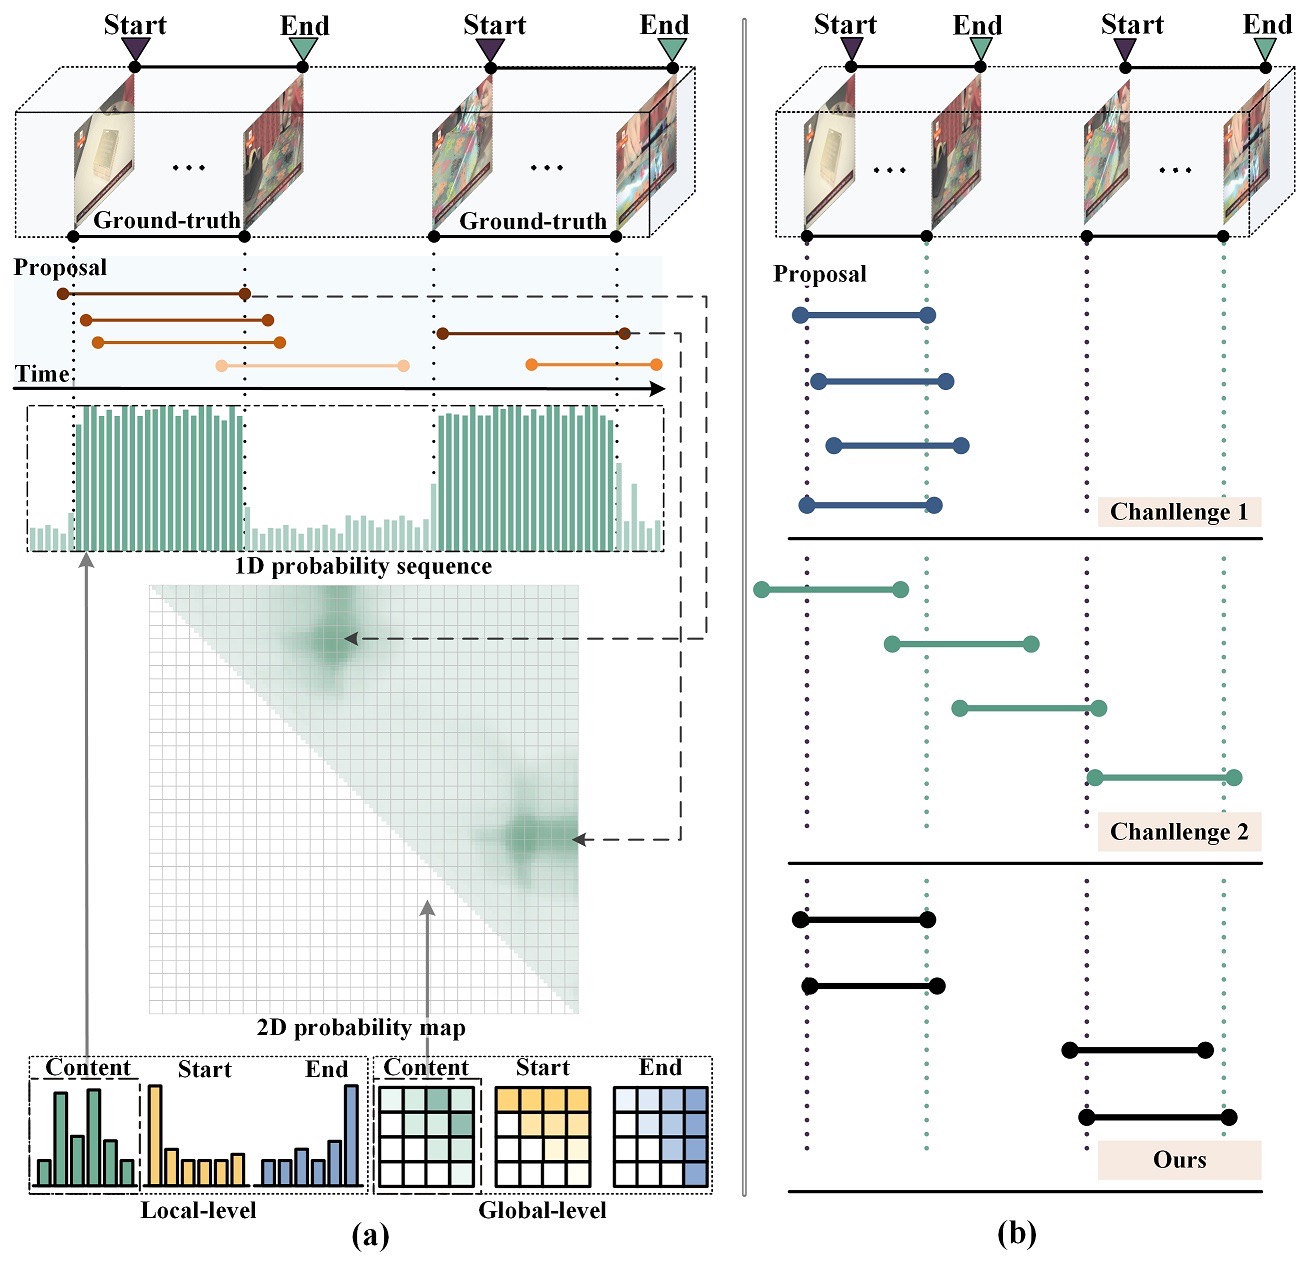 Start End Start End
Ground-truth Ground-truth
Proposal
Time
1D probability sequence
2D probability map
Content Start End Content Start End
Local-level Global-level
(a)
Start End Start End
Proposal
Chanllenge 1
Chanllenge 2
Ours
(b)